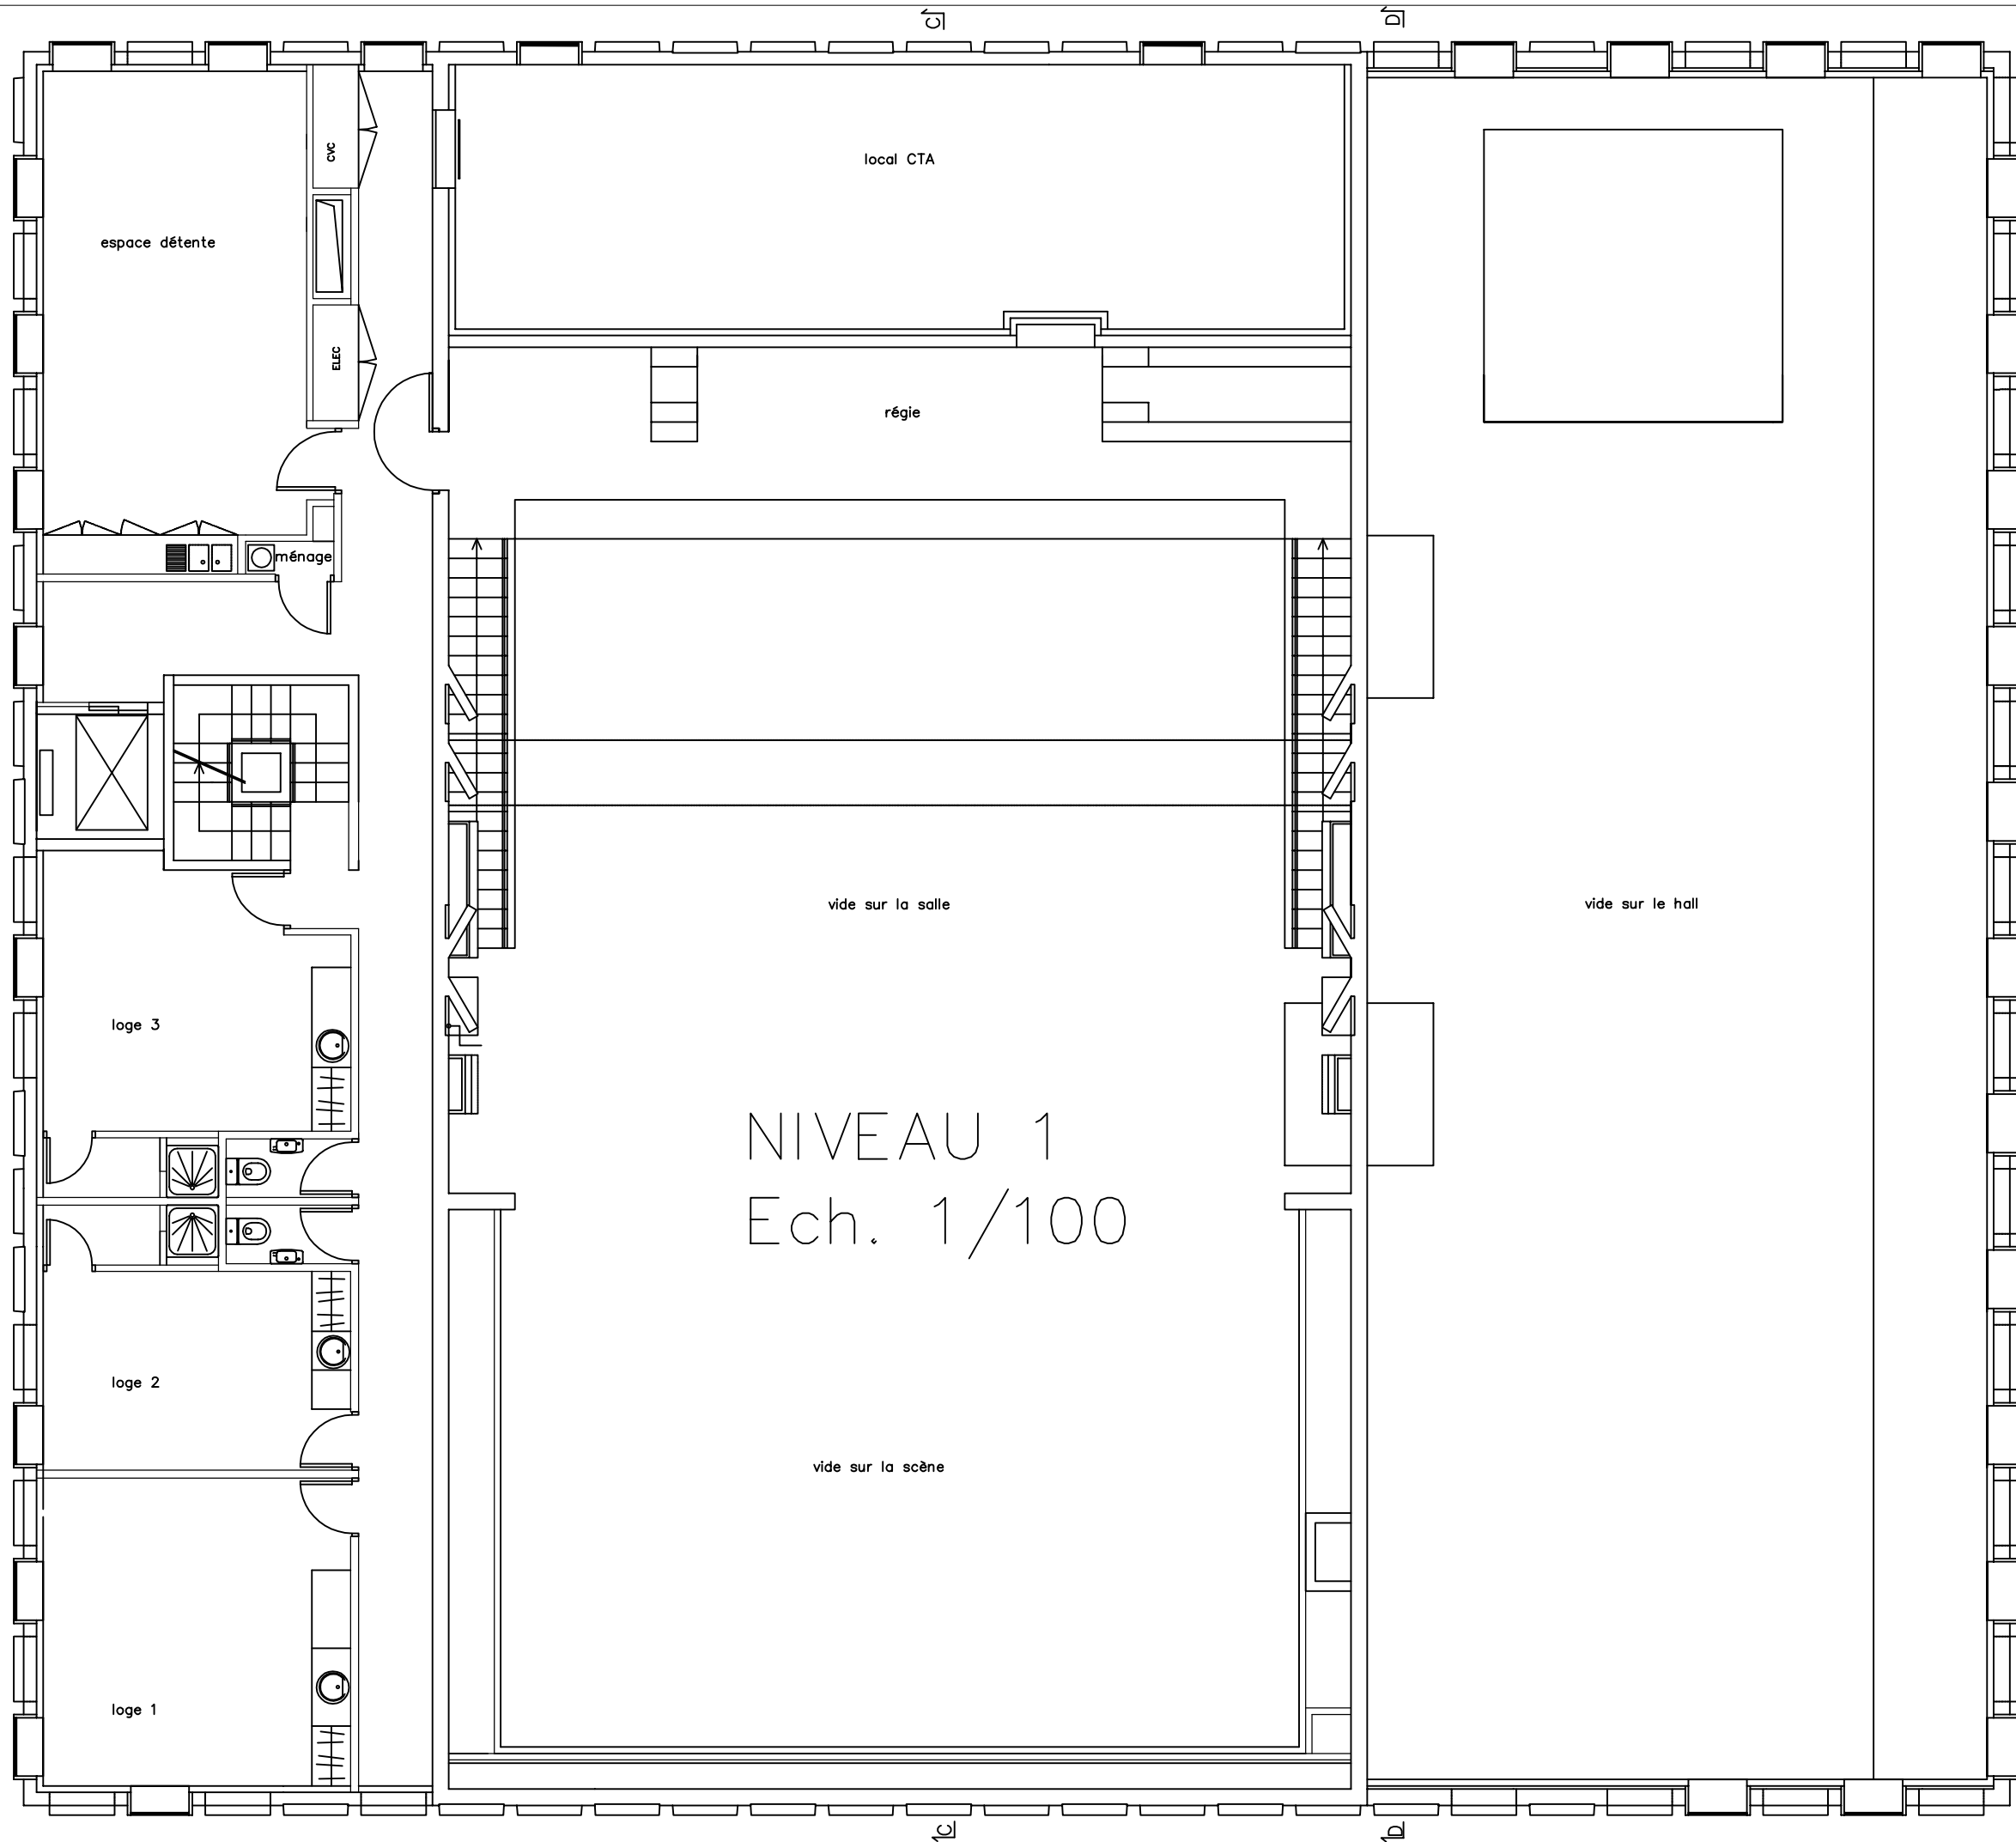 C
D
CVC
local CTA
espace détente
ELEC
régie
ménage
vide sur la salle
vide sur le hall
loge 3
NIVEAU 1
Ech. 1/100
loge 2
vide sur la scène
loge 1
C
D